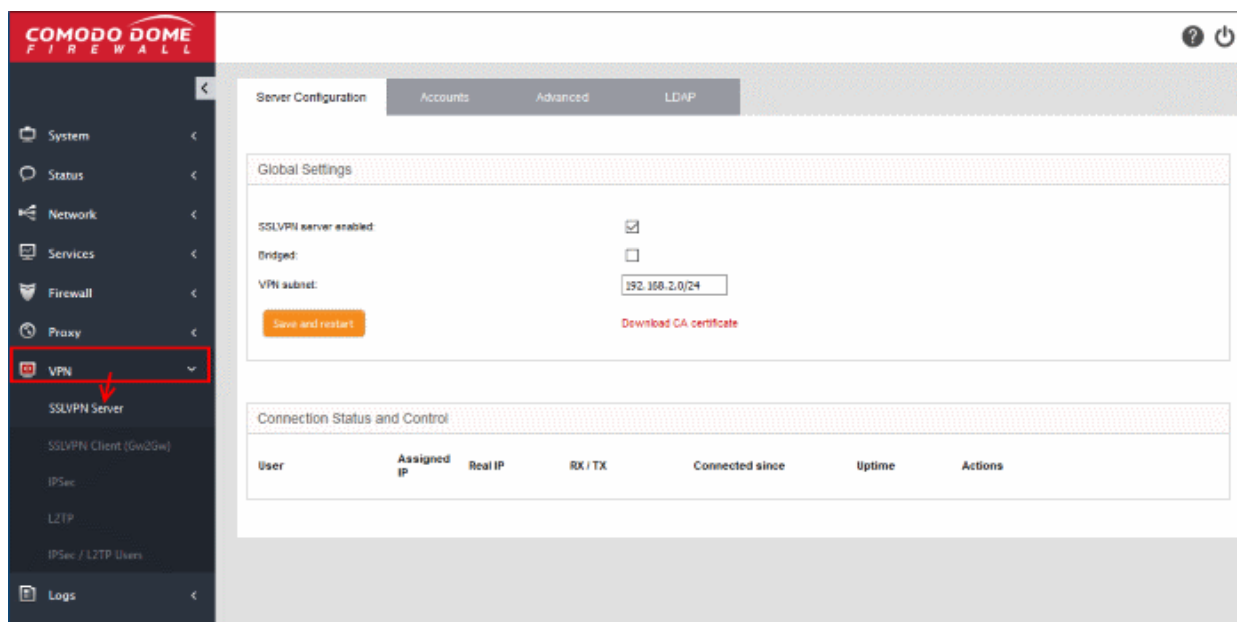 COMODO DOME
FIREWALL
Server Configuration
Accounts
Advanced
LDAP
System
Status
Network
Services
Firewall
Proxy
VPN
SSLVPN Server
SSLVPN Client (Gw2Gw)
IPSec
L2TP
IPSec / L2TP Users
Logs
Global Settings
SSLVPN server enabled:
Bridged:
VPN subnet: 192.168.2.0/24
Save and restart Download CA certificate
Connection Status and Control
User Assigned IP Real IP RX / TX Connected since Uptime Actions